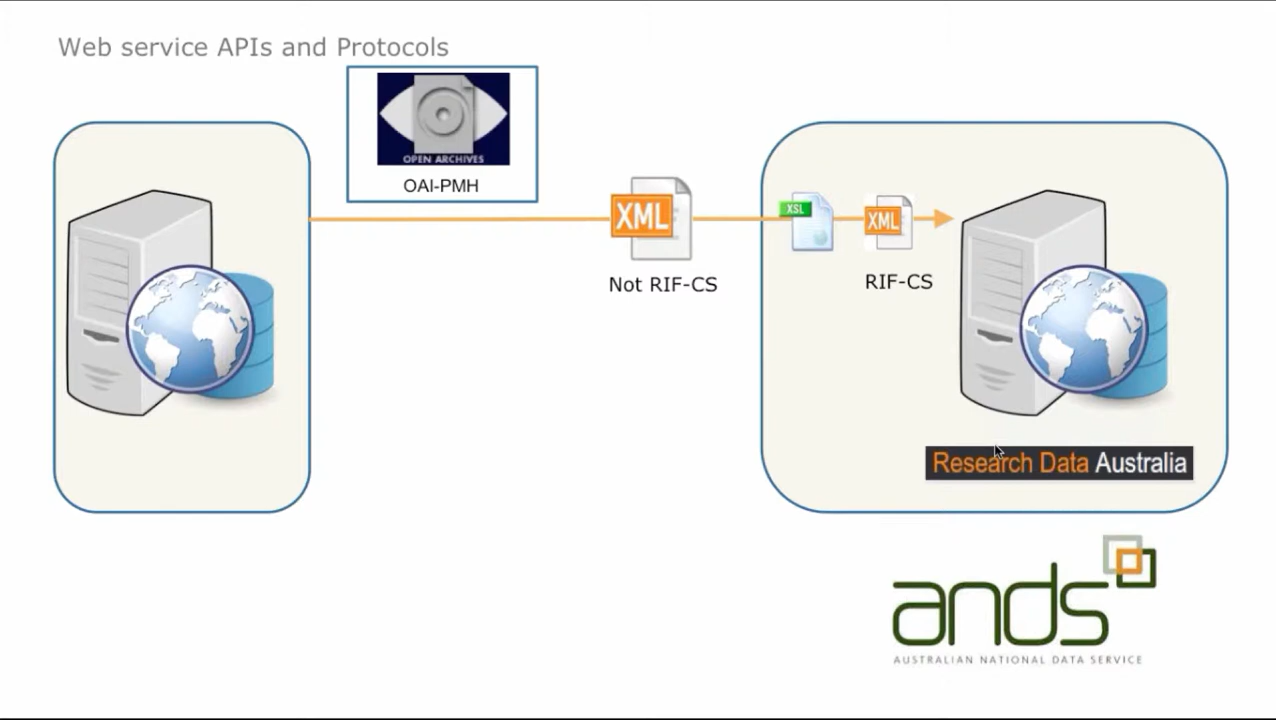 Web service APIs and Protocols
OPEN ARCHIVES
OAI-PMH
XML
Not RIF-CS
XSL
XML
RIF-CS
Research Data Australia
ands
AUSTRALIAN NATIONAL DATA SERVICE